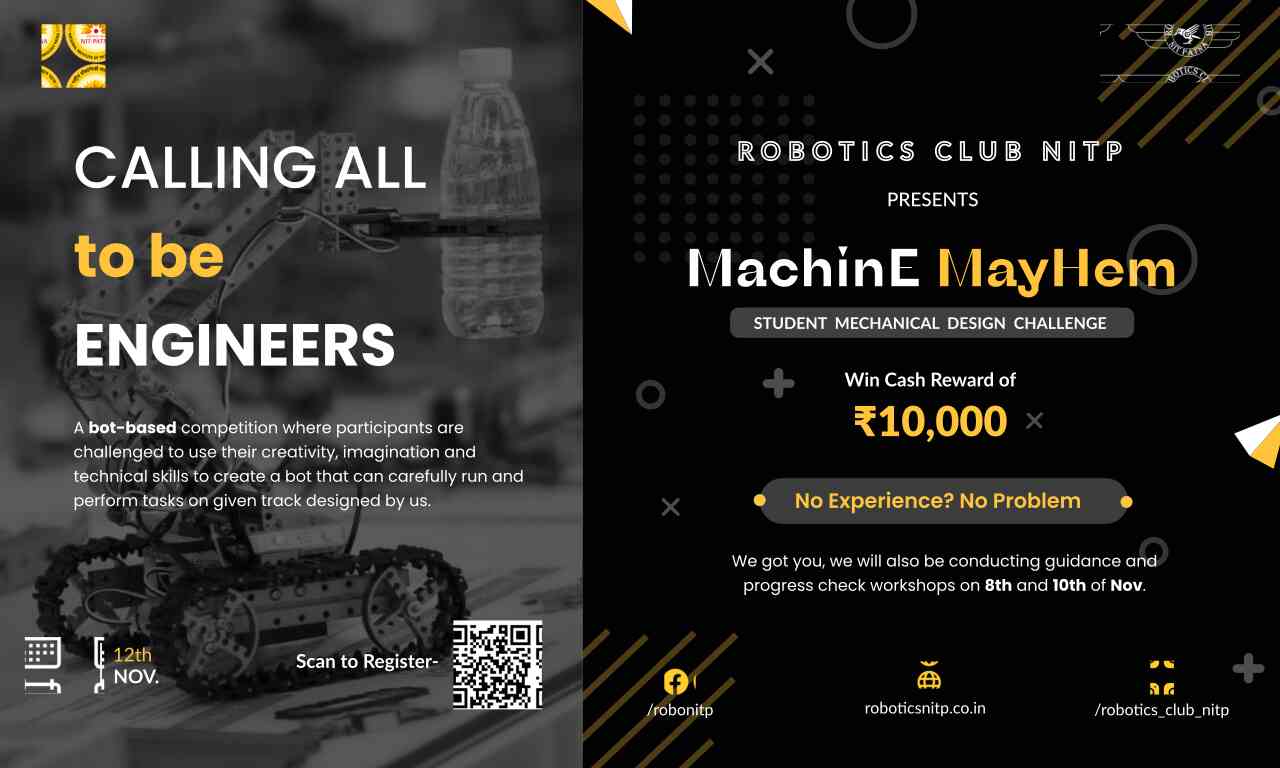 CALLING ALL
to be
ENGINEERS
A bot-based competition where participants are
challenged to use their creativity, imagination and
technical skills to create a bot that can carefully run and
perform tasks on given track designed by us.
12th
NOV.
Scan to Register-
NIT PATNA
ROBOTICS CLUB NITP
PRESENTS
MachinE MayHem
STUDENT MECHANICAL DESIGN CHALLENGE
Win Cash Reward of
₹10,000
No Experience? No Problem
We got you, we will also be conducting guidance and
progress check workshops on 8th and 10th of Nov.
/robonitp
roboticsnitp.co.in
/robotics_club_nitp